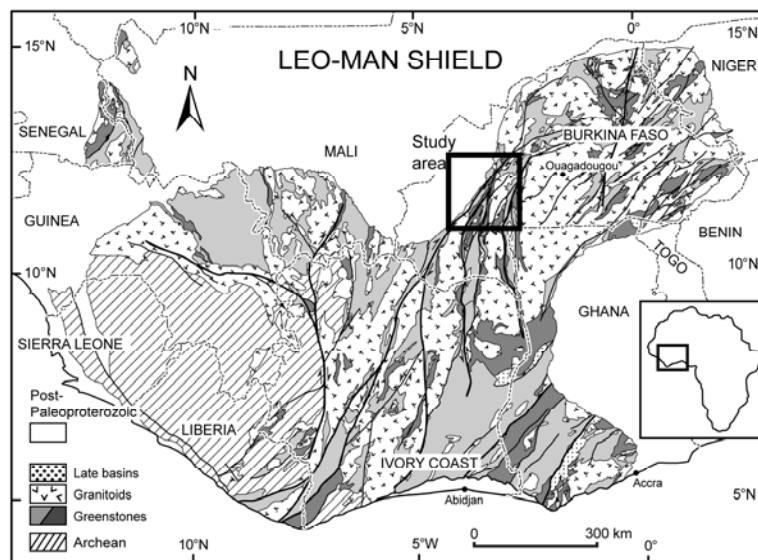 10°N
5°W
0°
15°N
15°N
LEO-MAN SHIELD
NIGER
N
SENEGAL
BURKINA FASO
MALI
Study
area
Ouagadougou
GUINEA
BENIN
TOGO
10°N
10°N
GHANA
SIERRA LEONE
Post-
Paleoproterozoic
LIBERIA
IVORY COAST
Late basins
Granitoids
Greenstones
Archean
Abidjan
Accra
5°N
0
300 km
10°N
5°W
0°